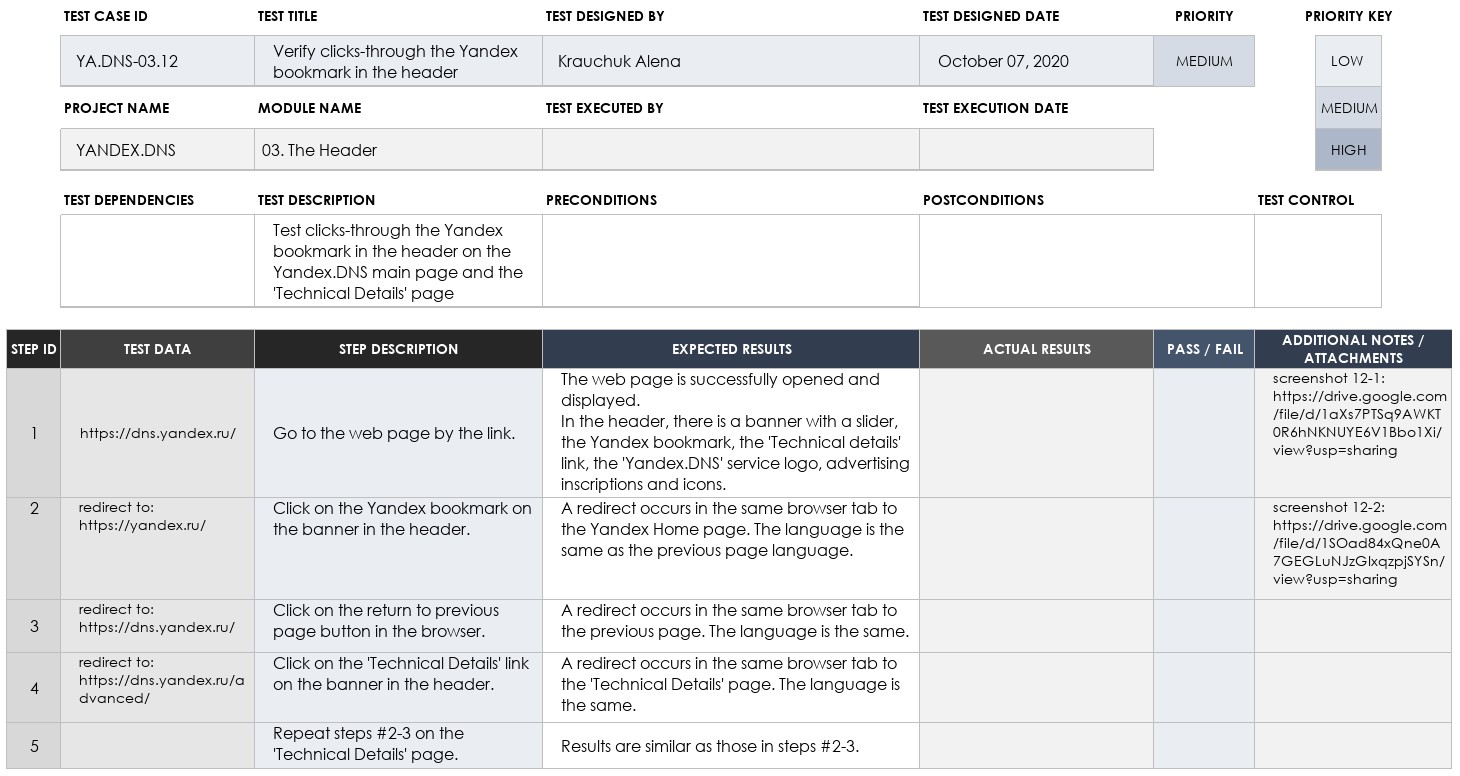 TEST CASE ID TEST TITLE TEST DESIGNED BY TEST DESIGNED DATE PRIORITY PRIORITY KEY
YA.DNS-03.12
Verify clicks-through the Yandex
bookmark in the header
Krauchuk Alena
October 07, 2020
MEDIUM
LOW
PROJECT NAME MODULE NAME TEST EXECUTED BY TEST EXECUTION DATE
MEDIUM
YANDEX.DNS
03. The Header
HIGH
TEST DEPENDENCIES TEST DESCRIPTION PRECONDITIONS POSTCONDITIONS TEST CONTROL
Test clicks-through the Yandex
bookmark in the header on the
Yandex.DNS main page and the
'Technical Details' page
STEP ID TEST DATA STEP DESCRIPTION EXPECTED RESULTS ACTUAL RESULTS PASS / FAIL
ADDITIONAL NOTES /
ATTACHMENTS
1
https://dns.yandex.ru/
Go to the web page by the link.
The web page is successfully opened and
displayed.
In the header, there is a banner with a slider,
the Yandex bookmark, the 'Technical details'
link, the 'Yandex.DNS' service logo, advertising
inscriptions and icons.
screenshot 12-1:
https://drive.google.com
/file/d/1aXs7PTSq9AWKT
0R6hNKNUYE6V1Bbo1Xi/
view?usp=sharing
2
redirect to:
https://yandex.ru/
Click on the Yandex bookmark on
the banner in the header.
A redirect occurs in the same browser tab to
the Yandex Home page. The language is the
same as the previous page language.
screenshot 12-2:
https://drive.google.com
/file/d/1SOad84xQne0A
7GEGLuNJzGlxqzpjSYSn/
view?usp=sharing
3
redirect to:
https://dns.yandex.ru/
Click on the return to previous
page button in the browser.
A redirect occurs in the same browser tab to
the previous page. The language is the same.
4
redirect to:
https://dns.yandex.ru/a
dvanced/
Click on the 'Technical Details' link
on the banner in the header.
A redirect occurs in the same browser tab to
the 'Technical Details' page. The language is
the same.
5
Repeat steps #2-3 on the
'Technical Details' page.
Results are similar as those in steps #2-3.